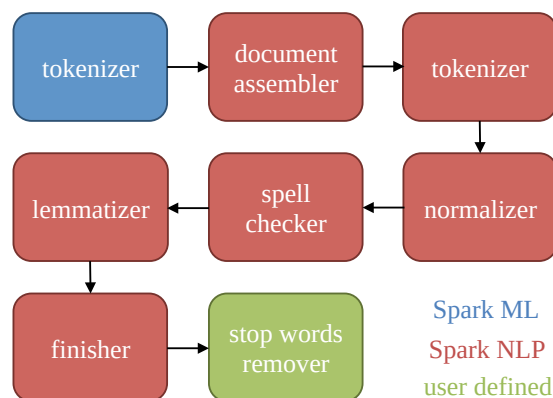 tokenizer
document
assembler
tokenizer
lemmatizer
spell
checker
normalizer
finisher
stop words
remover
Spark ML
Spark NLP
user defined